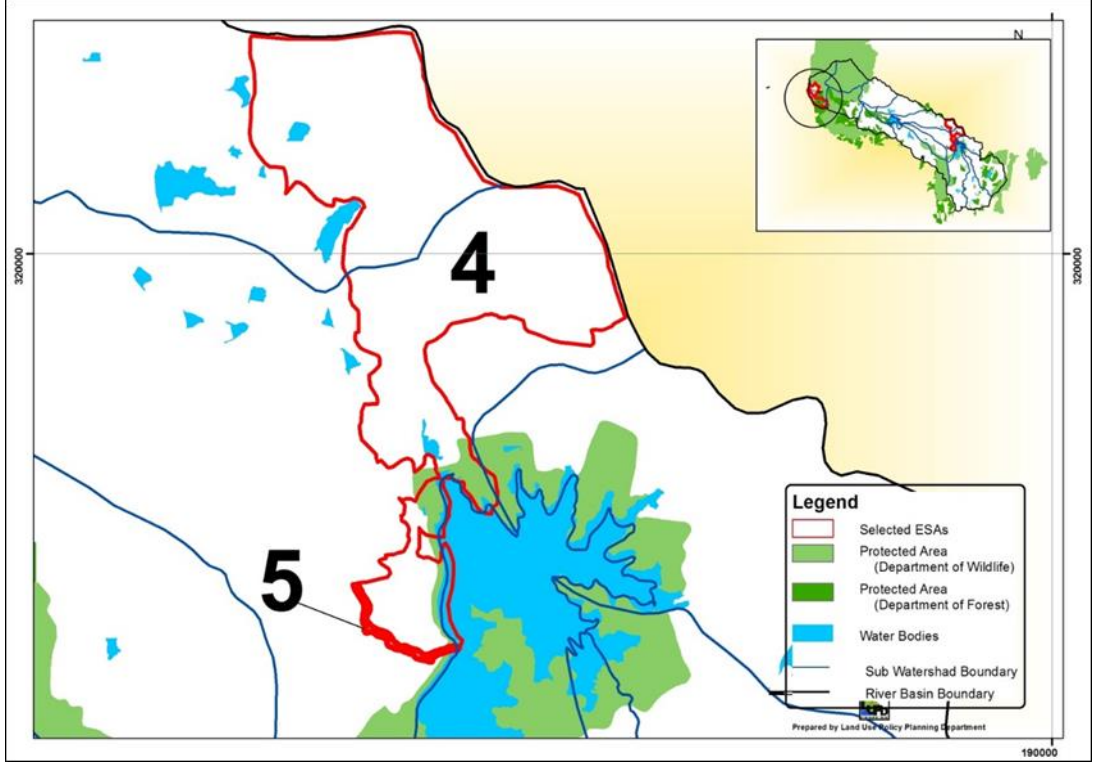 N
320000
320000
4
5
Legend
Selected ESAs
Protected Area
(Department of Wildlife)
Protected Area
(Department of Forest)
Water Bodies
Sub Watershad Boundary
River Basin Boundary
Prepared by Land Use Policy Planning Department
190000